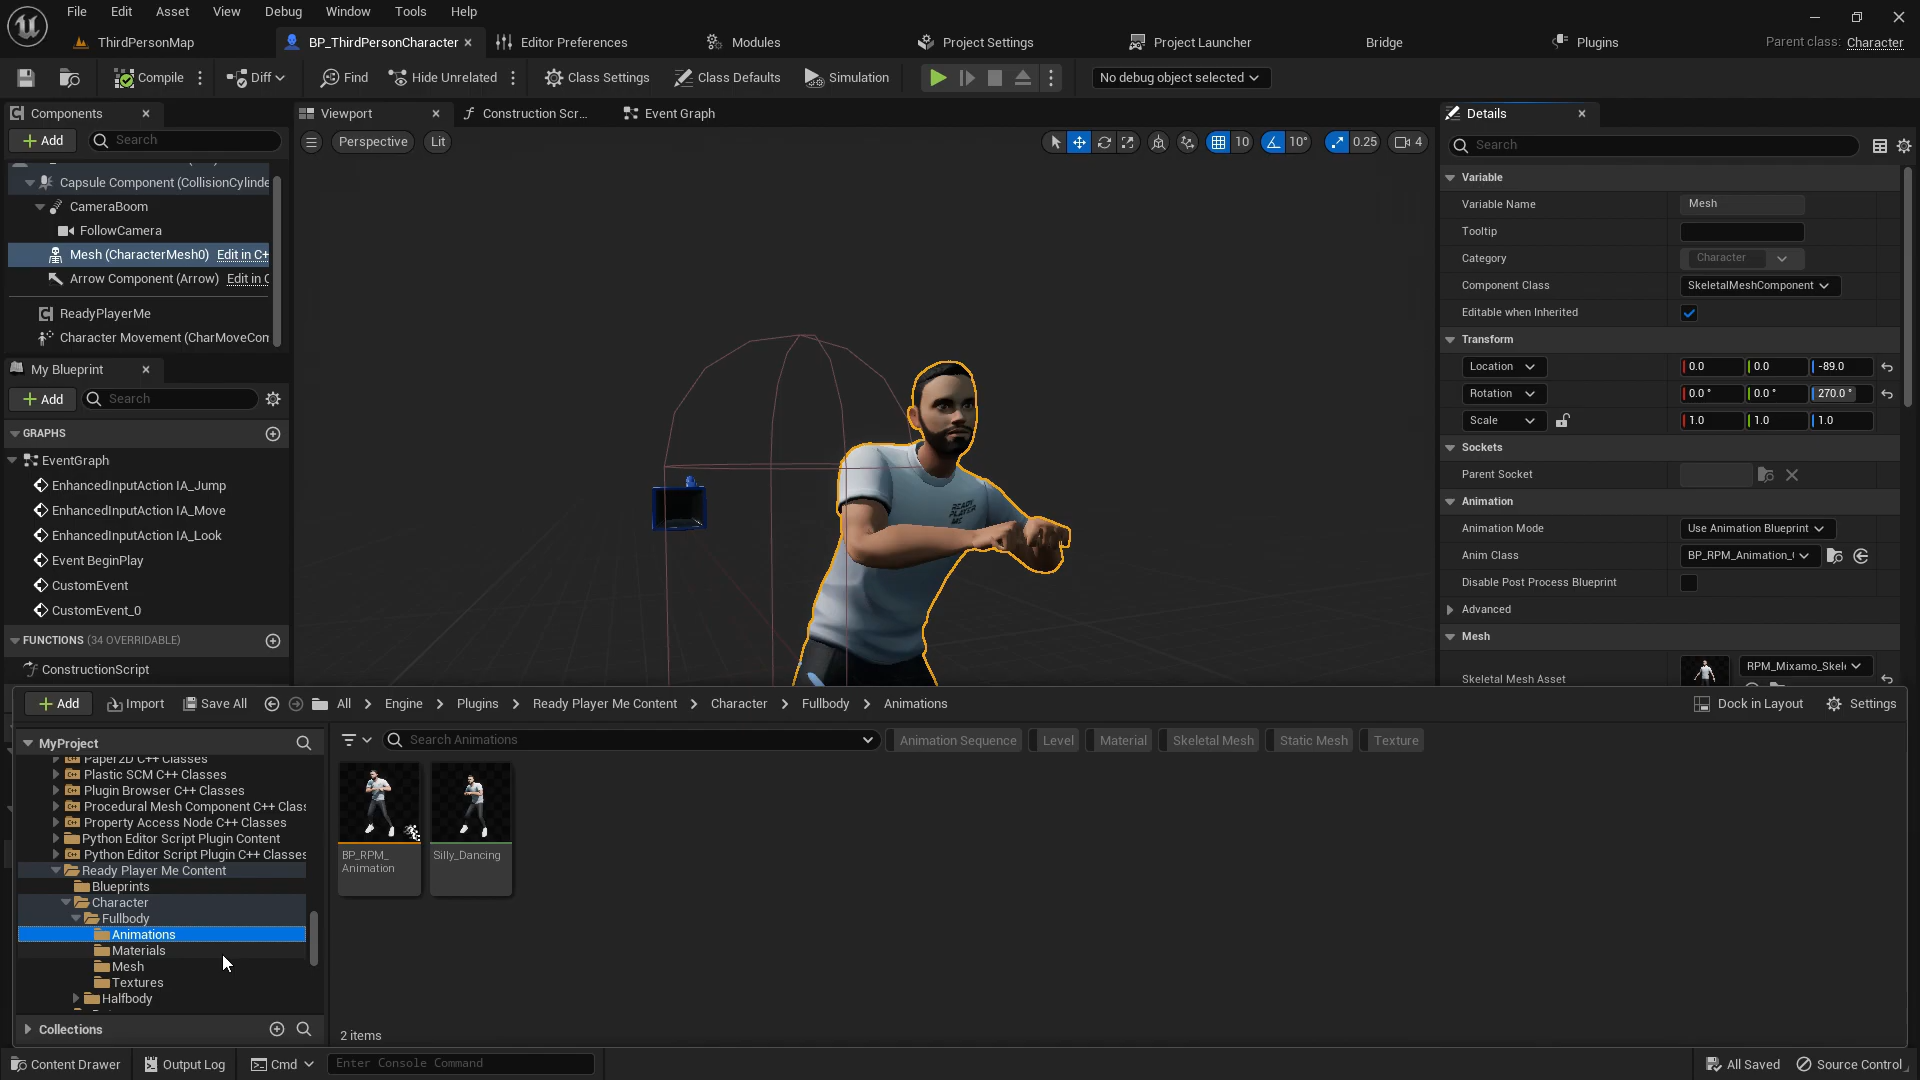 File Edit Asset View Debug Window Tools Help
ThirdPersonMap BP_ThirdPersonCharacter Editor Preferences Modules Project Settings Project Launcher Bridge Plugins Parent class: Character
Compile Diff Find Hide Unrelated Class Settings Class Defaults Simulation No debug object selected
Components
Add Search
Capsule Component (CollisionCylinde
CameraBoom
FollowCamera
Mesh (CharacterMesh0) Edit in C+
Arrow Component (Arrow) Edit in C
ReadyPlayerMe
Character Movement (CharMoveCon
My Blueprint
Add Search
GRAPHS
EventGraph
EnhancedInputAction IA_Jump
EnhancedInputAction IA_Move
EnhancedInputAction IA_Look
Event BeginPlay
CustomEvent
CustomEvent_0
FUNCTIONS (34 OVERRIDABLE)
ConstructionScript
Viewport Construction Scr... Event Graph
Perspective Lit 10 10° 0.25 4
READY
PLAYER
ME
Details
Search
Variable
Variable Name Mesh
Tooltip
Category Character
Component Class SkeletalMeshComponent
Editable when Inherited
Transform
Location 0.0 0.0 -89.0
Rotation 0.0 ° 0.0 ° 270.0 °
Scale 1.0 1.0 1.0
Sockets
Parent Socket
Animation
Animation Mode Use Animation Blueprint
Anim Class BP_RPM_Animation_
Disable Post Process Blueprint
Advanced
Mesh
Skeletal Mesh Asset RPM_Mixamo_Skel
Add Import Save All All Engine Plugins Ready Player Me Content Character Fullbody Animations Dock in Layout Settings
MyProject
Paper2D C++ Classes
Plastic SCM C++ Classes
Plugin Browser C++ Classes
Procedural Mesh Component C++ Class
Property Access Node C++ Classes
Python Editor Script Plugin Content
Python Editor Script Plugin C++ Classes
Ready Player Me Content
Blueprints
Character
Fullbody
Animations
Materials
Mesh
Textures
Halfbody
Collections
Search Animations Animation Sequence Level Material Skeletal Mesh Static Mesh Texture
BP_RPM_
Animation
Silly_Dancing
2 items
Content Drawer Output Log Cmd Enter Console Command All Saved Source Control